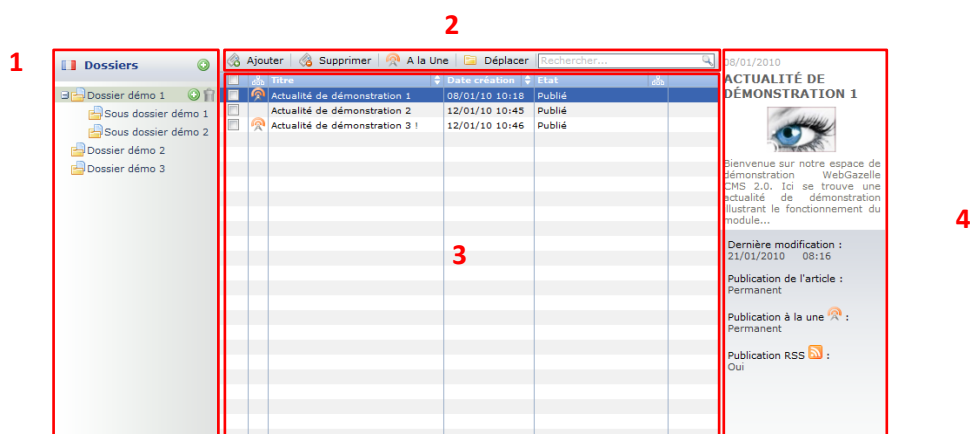 2
1
Dossiers
Dossier démo 1
Sous dossier démo 1
Sous dossier démo 2
Dossier démo 2
Dossier démo 3
Ajouter Supprimer A la Une Déplacer Rechercher...
Titre Date création Etat
Actualité de démonstration 1 08/01/10 10:18 Publié
Actualité de démonstration 2 12/01/10 10:45 Publié
Actualité de démonstration 3 ! 12/01/10 10:46 Publié
3
08/01/2010
ACTUALITÉ DE
DÉMONSTRATION 1
Bienvenue sur notre espace de
démonstration WebGazelle
CMS 2.0. Ici se trouve une
actualité de démonstration
illustrant le fonctionnement du
module...
Dernière modification :
21/01/2010 08:16
Publication de l'article :
Permanent
Publication à la une :
Permanent
Publication RSS :
Oui
4